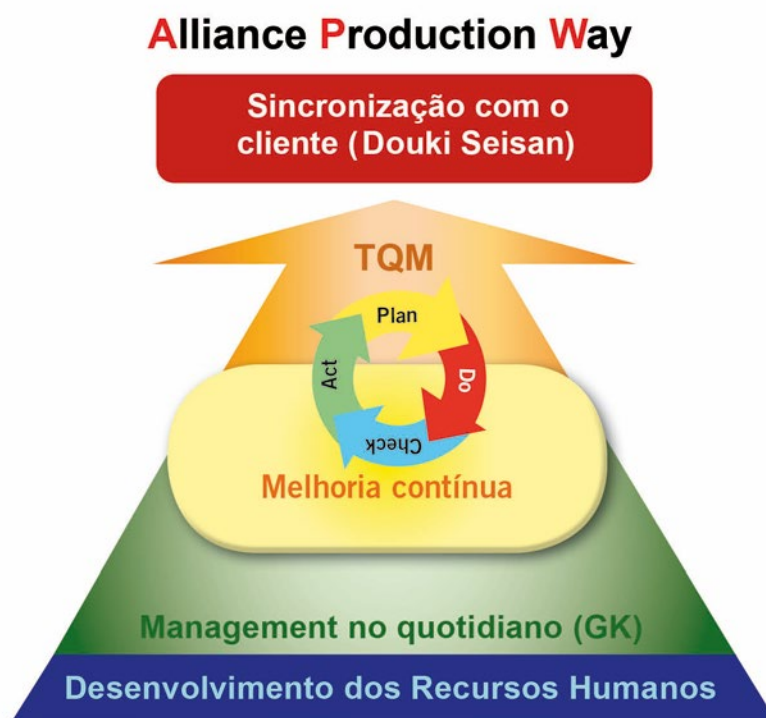 Alliance Production Way
Sincronização com o
cliente (Douki Seisan)
TQM
Plan
Do
Check
Act
Melhoria contínua
Management no quotidiano (GK)
Desenvolvimento dos Recursos Humanos